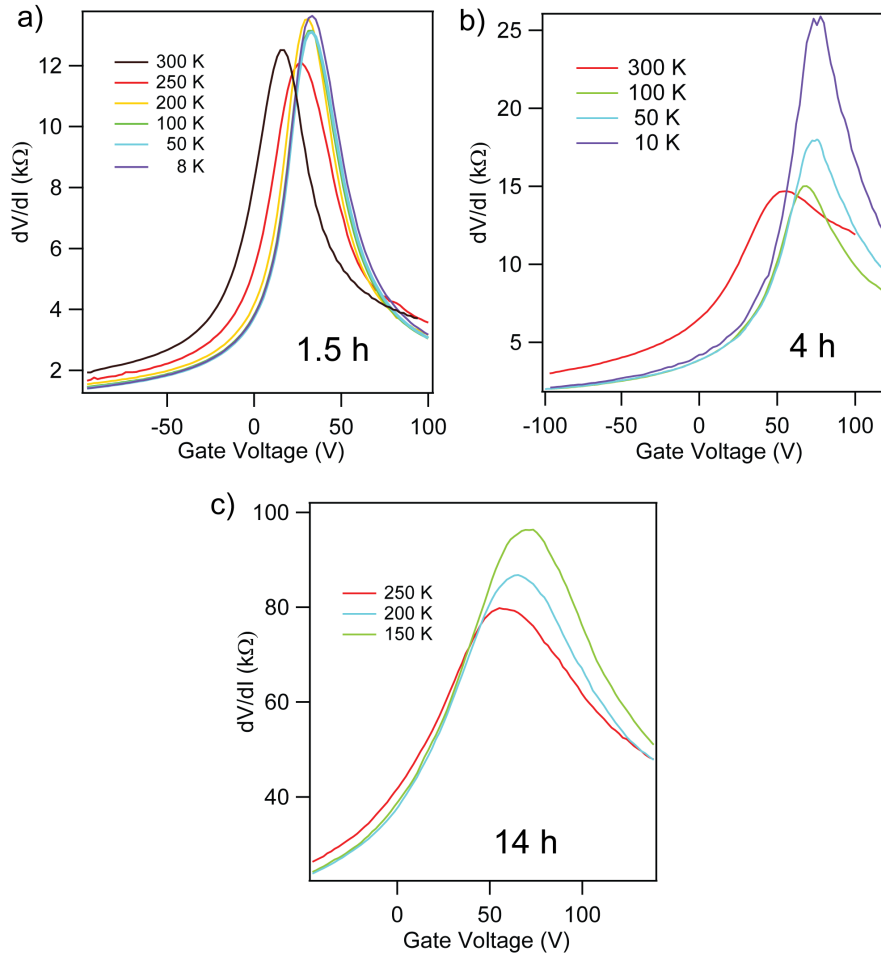 a)
300 K
250 K
200 K
100 K
50 K
8 K
1.5 h
12
10
8
6
4
2
dV/dI (kΩ)
-50
0
50
100
Gate Voltage (V)
b)
300 K
100 K
50 K
10 K
4 h
25
20
15
10
5
dV/dI (kΩ)
-100
-50
0
50
100
Gate Voltage (V)
c)
250 K
200 K
150 K
14 h
100
80
60
40
dV/dI (kΩ)
0
50
100
Gate Voltage (V)